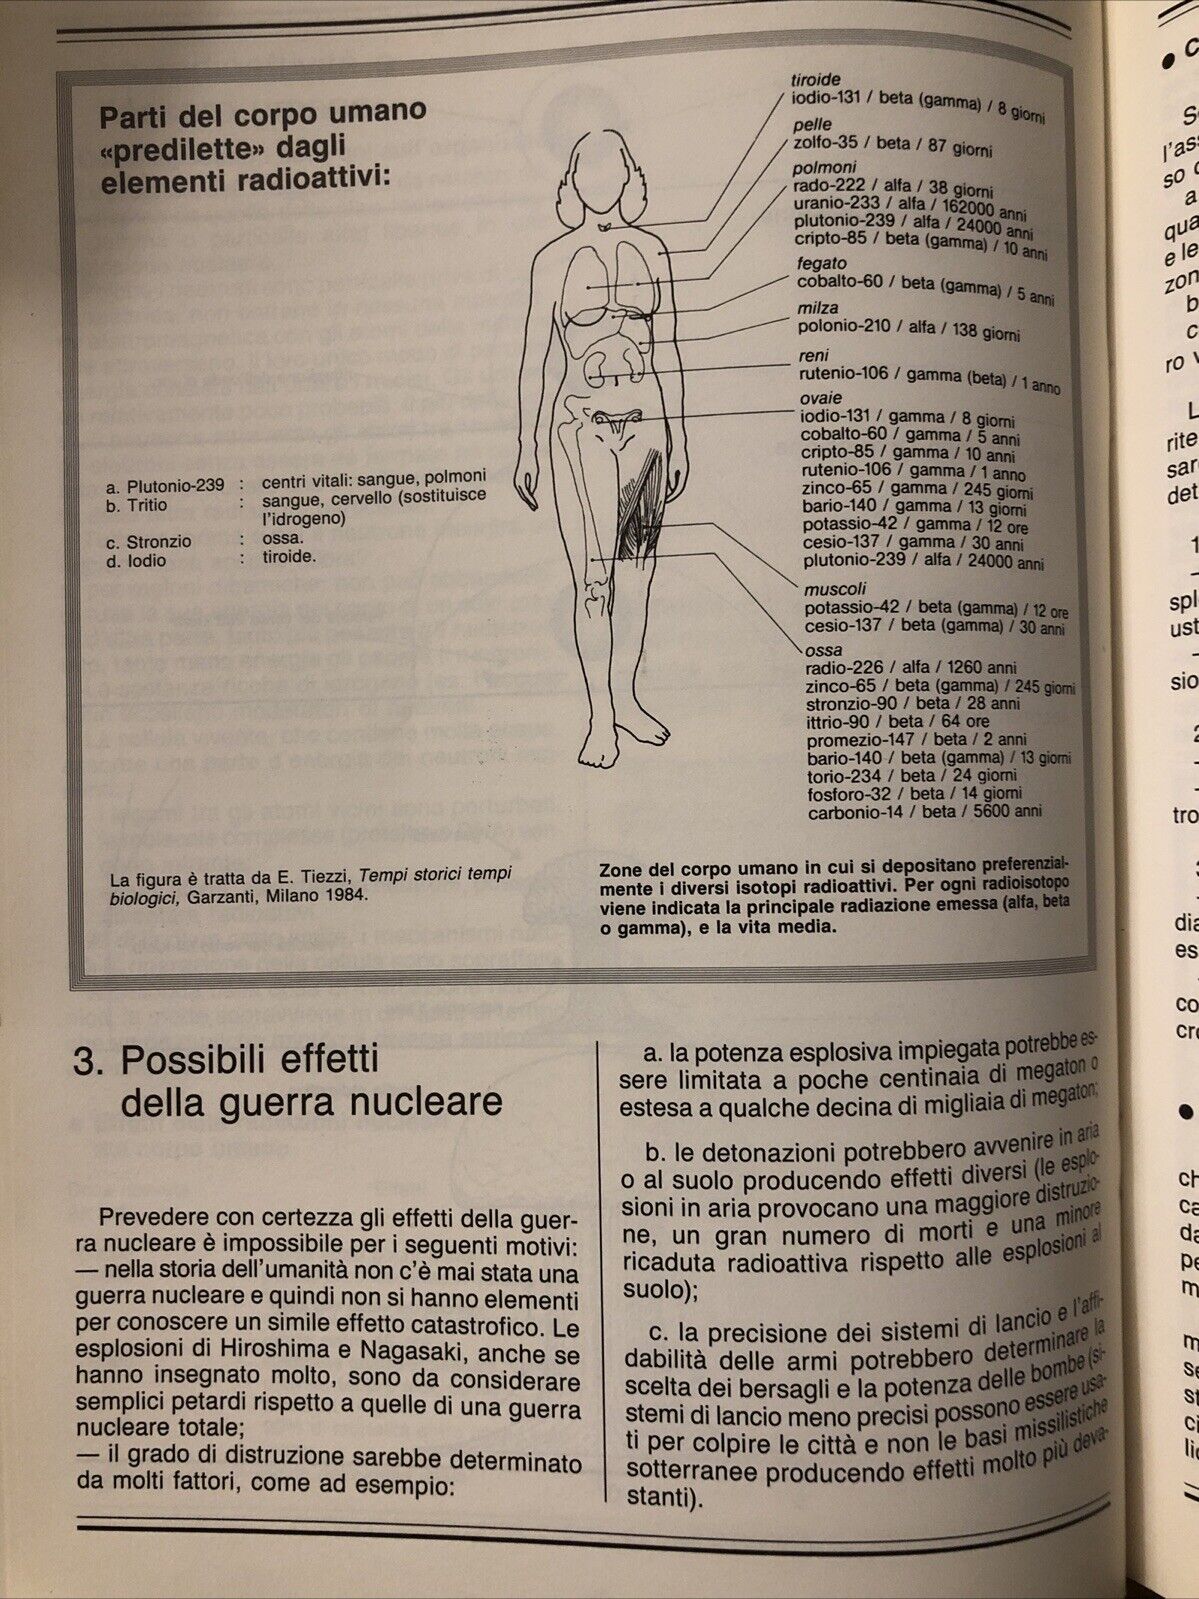 Parti del corpo umano
«predilette» dagli
elementi radioattivi:
tiroide
iodio-131 / beta (gamma) / 8 giorni
pelle
zolfo-35 / beta / 87 giorni
polmoni
rado-222 / alfa / 38 giorni
uranio-233 / alfa / 162000 anni
plutonio-239 / alfa / 24000 anni
cripto-85 / beta (gamma) / 10 anni
fegato
cobalto-60 / beta (gamma) / 5 anni
milza
polonio-210 / alfa / 138 giorni
reni
rutenio-106 / gamma (beta) / 1 anno
ovaie
iodio-131 / gamma / 8 giorni
cobalto-60 / gamma / 5 anni
cripto-85 / gamma / 10 anni
rutenio-106 / gamma / 1 anno
zinco-65 / gamma / 245 giorni
bario-140 / gamma / 13 giorni
potassio-42 / gamma / 12 ore
cesio-137 / gamma / 30 anni
plutonio-239 / alfa / 24000 anni
muscoli
potassio-42 / beta (gamma) / 12 ore
cesio-137 / beta (gamma) / 30 anni
ossa
radio-226 / alfa / 1260 anni
zinco-65 / beta (gamma) / 245 giorni
stronzio-90 / beta / 28 anni
ittrio-90 / beta / 64 ore
promezio-147 / beta / 2 anni
bario-140 / beta (gamma) / 13 giorni
torio-234 / beta / 24 giorni
fosforo-32 / beta / 14 giorni
carbonio-14 / beta / 5600 anni
a. Plutonio-239 : centri vitali: sangue, polmoni
b. Tritio : sangue, cervello (sostituisce
l'idrogeno)
c. Stronzio : ossa.
d. Iodio : tiroide.
La figura è tratta da E. Tiezzi, Tempi storici tempi
biologici, Garzanti, Milano 1984.
Zone del corpo umano in cui si depositano preferenzial-
mente i diversi isotopi radioattivi. Per ogni radioisotopo
viene indicata la principale radiazione emessa (alfa, beta
o gamma), e la vita media.
3. Possibili effetti
della guerra nucleare
Prevedere con certezza gli effetti della guer-
ra nucleare è impossibile per i seguenti motivi:
— nella storia dell'umanità non c'è mai stata una
guerra nucleare e quindi non si hanno elementi
per conoscere un simile effetto catastrofico. Le
esplosioni di Hiroshima e Nagasaki, anche se
hanno insegnato molto, sono da considerare
semplici petardi rispetto a quelle di una guerra
nucleare totale;
— il grado di distruzione sarebbe determinato
da molti fattori, come ad esempio:
a. la potenza esplosiva impiegata potrebbe es-
sere limitata a poche centinaia di megaton o
estesa a qualche decina di migliaia di megaton;
b. le detonazioni potrebbero avvenire in aria
o al suolo producendo effetti diversi (le esplo-
sioni in aria provocano una maggiore distruzio-
ne, un gran numero di morti e una minore
ricaduta radioattiva rispetto alle esplosioni al
suolo);
c. la precisione dei sistemi di lancio e l'affi-
dabilità delle armi potrebbero determinare la
scelta dei bersagli e la potenza delle bombe (si-
stemi di lancio meno precisi possono essere usa-
ti per colpire le città e non le basi missilistiche
sotterranee producendo effetti molto più deva-
stanti).